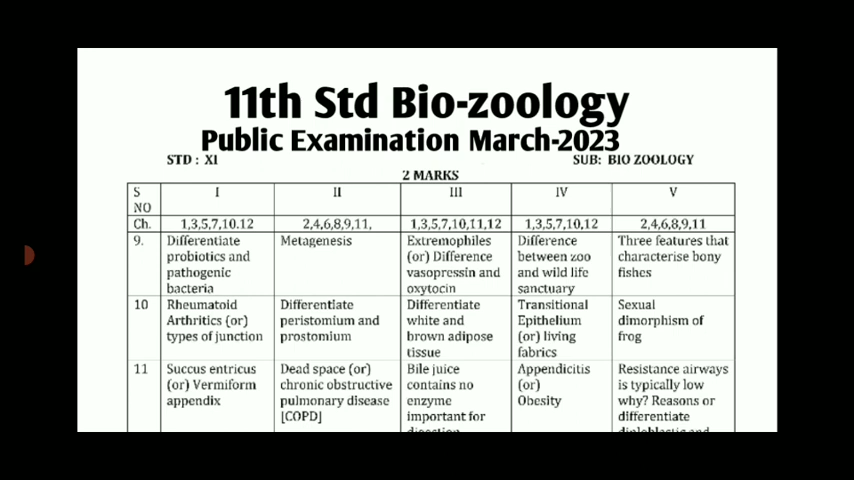 11th Std Bio-zoology
Public Examination March-2023
STD : XI SUB: BIO ZOOLOGY
2 MARKS
S NO I II III IV V
Ch. 1,3,5,7,10.12 2,4,6,8,9,11, 1,3,5,7,10,11,12 1,3,5,7,10,12 2,4,6,8,9,11
9. Differentiate Metagenesis Extremophiles Difference Three features that
probiotics and (or) Difference between zoo characterise bony
pathogenic vasopressin and and wild life fishes
bacteria oxytocin sanctuary
10 Rheumatoid Differentiate Differentiate Transitional Sexual
Arthritics {or) peristomium and white and Epithelium dimorphism of
types of junction prostomium brown adipose (or) living frog
tissue fabrics
11 Succus entricus Dead space (or) Bile juice Appendicitis Resistance airways
(or) Vermiform chronic obstructive contains no (or) is typically low
appendix pulmonary disease enzyme Obesity why? Reasons or
[COPD] important for differentiate